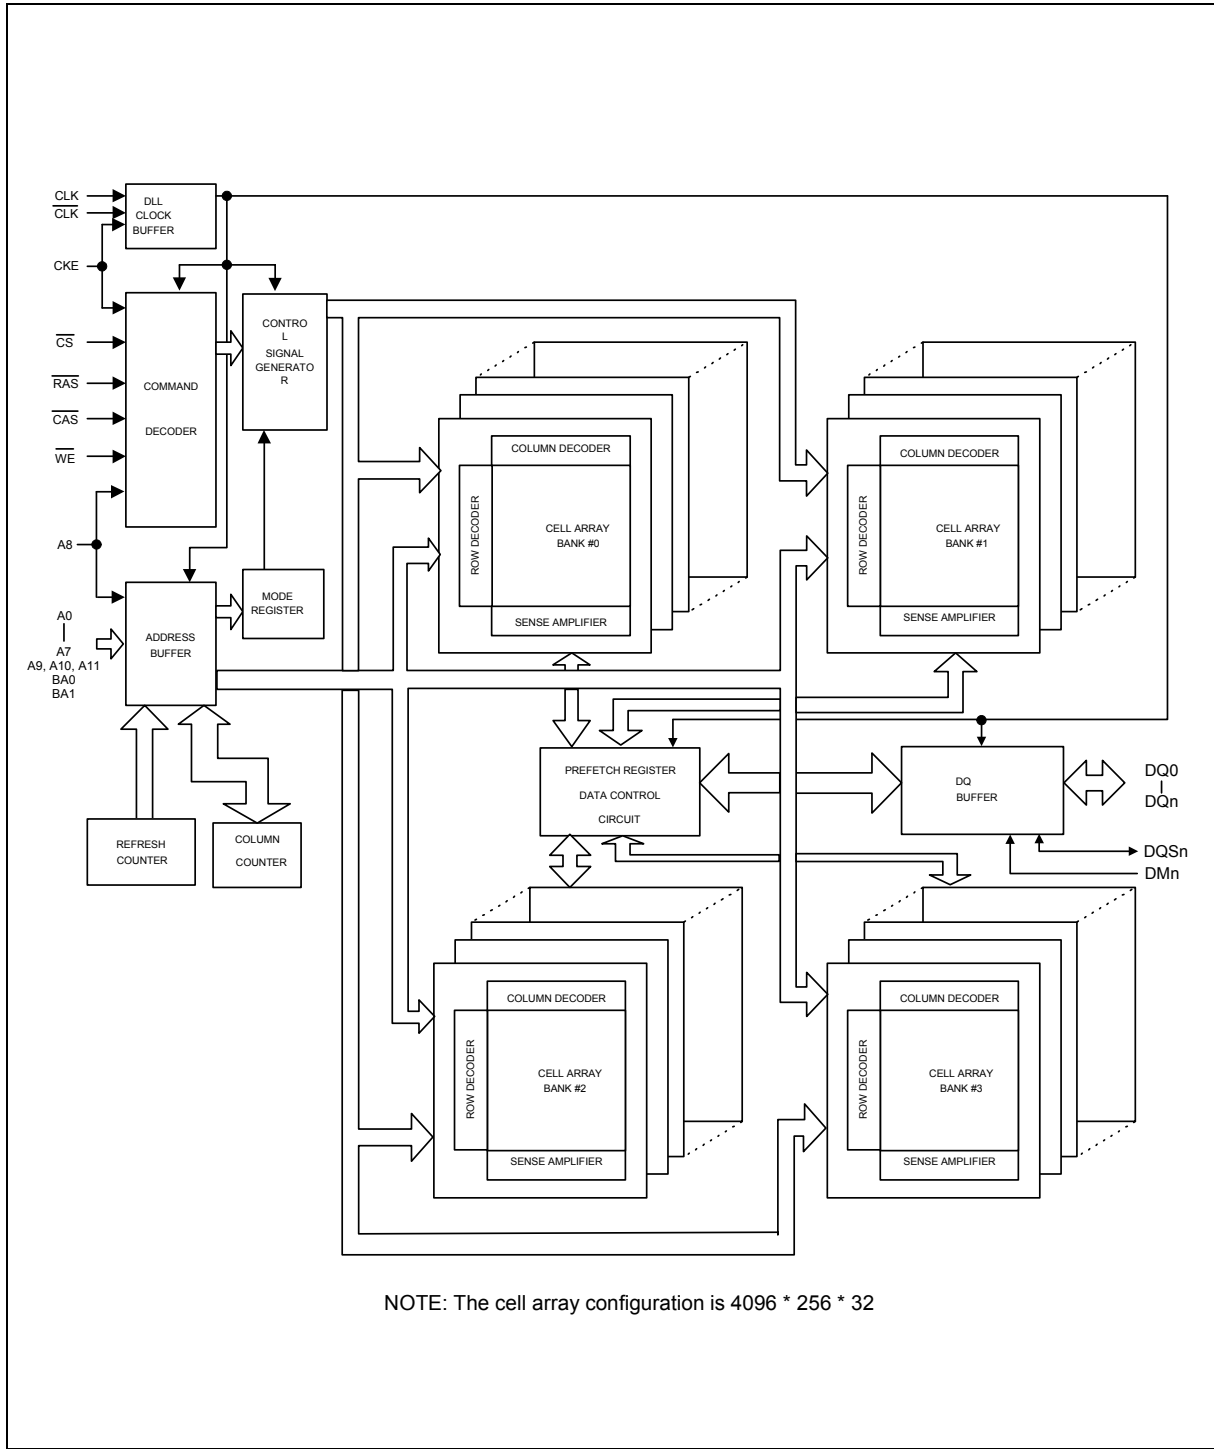 CLK
CLK
CKE
CS
RAS
CAS
WE
A8
A0
A7
A9, A10, A11
BA0
BA1
DLL
CLOCK
BUFFER
COMMAND
DECODER
CONTRO
L
SIGNAL
GENERATO
R
MODE
REGISTER
ADDRESS
BUFFER
REFRESH
COUNTER
COLUMN
COUNTER
COLUMN DECODER
ROW DECODER
CELL ARRAY
BANK #0
SENSE AMPLIFIER
COLUMN DECODER
ROW DECODER
CELL ARRAY
BANK #1
SENSE AMPLIFIER
PREFETCH REGISTER
DATA CONTROL
CIRCUIT
DQ
BUFFER
DQ0
DQn
DQSn
DMn
COLUMN DECODER
ROW DECODER
CELL ARRAY
BANK #2
SENSE AMPLIFIER
COLUMN DECODER
ROW DECODER
CELL ARRAY
BANK #3
SENSE AMPLIFIER
NOTE: The cell array configuration is 4096 * 256 * 32